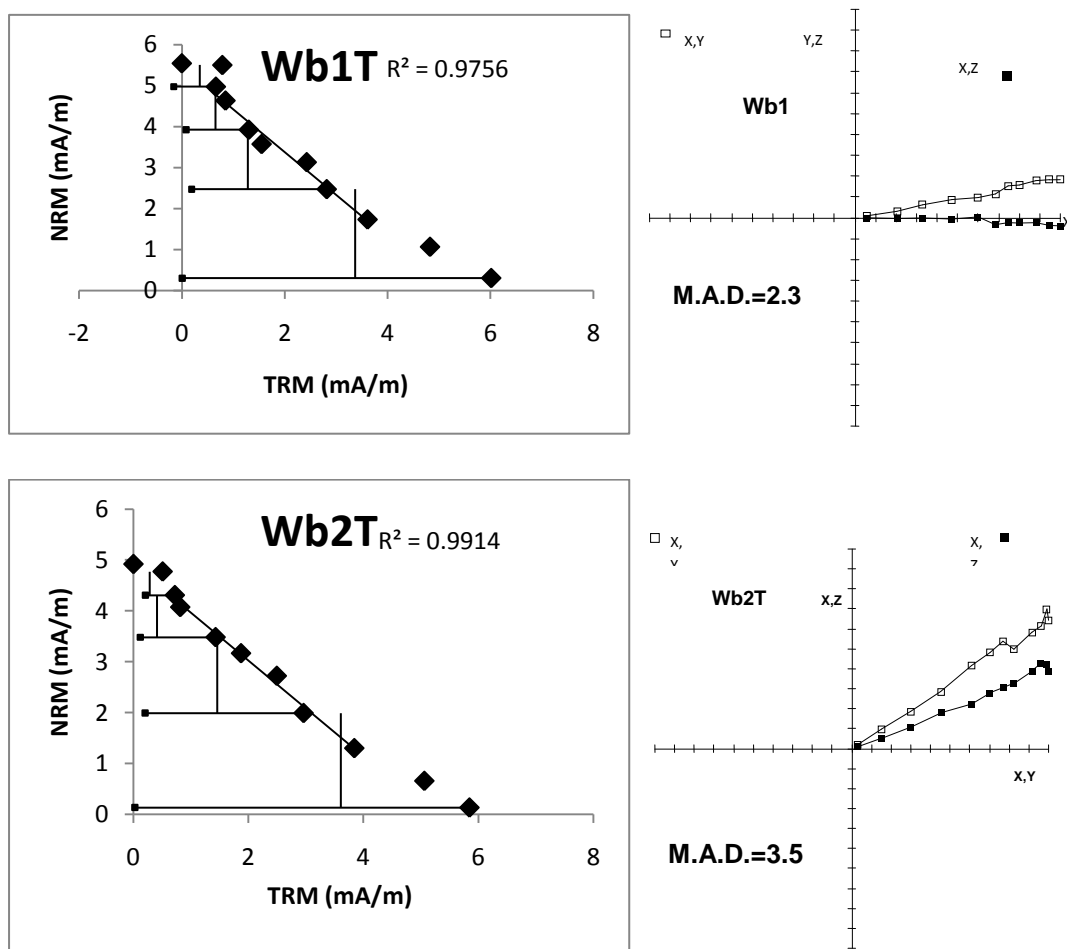 Wb1T R² = 0.9756
NRM (mA/m)
6
5
4
3
2
1
0
-2 0 2 4 6 8
TRM (mA/m)
X,Y
Y,Z
X,Z
Wb1
M.A.D.=2.3
Wb2T R² = 0.9914
NRM (mA/m)
6
5
4
3
2
1
0
0 2 4 6 8
TRM (mA/m)
X,
X,
Wb2T
X,Z
X,Y
M.A.D.=3.5